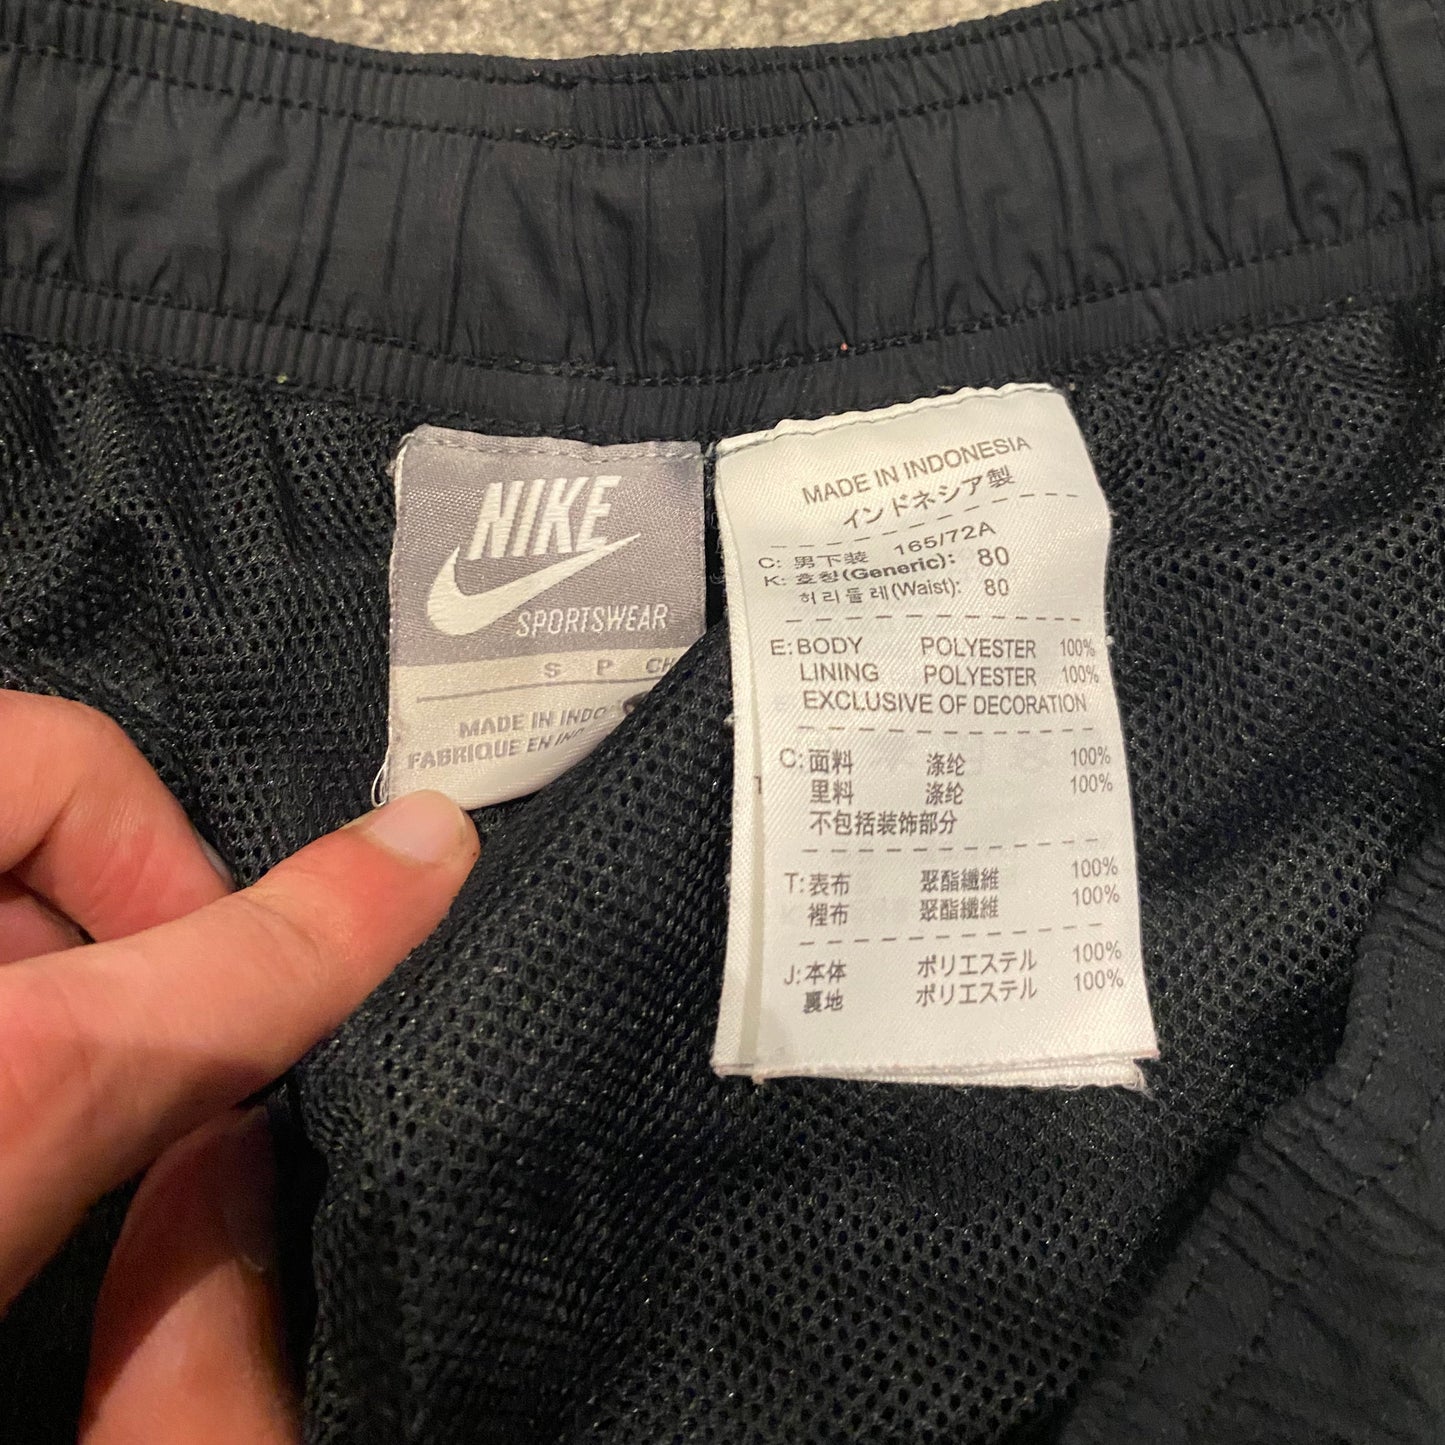 NIKE
SPORTSWEAR
S P CH
MADE IN INDO
FABRIQUE EN IND
MADE IN INDONESIA
インドネシア製
C: 男下装 165/72A
K: 호칭(Generic): 80
허리둘레(Waist): 80
E: BODY POLYESTER 100%
LINING POLYESTER 100%
EXCLUSIVE OF DECORATION
C: 面料 涤纶 100%
里料 涤纶 100%
不包括装饰部分
T: 表布 聚酯纖維 100%
裡布 聚酯纖維 100%
J: 本体 ポリエステル 100%
裏地 ポリエステル 100%